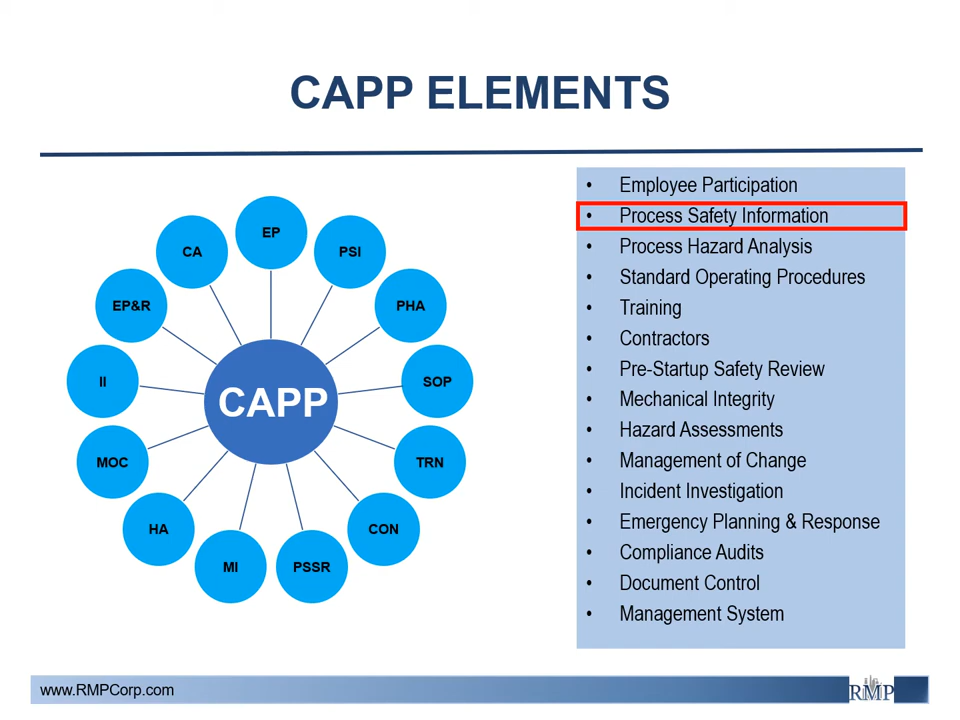 CAPP ELEMENTS
EP
PSI
PHA
SOP
TRN
CON
PSSR
MI
HA
MOC
II
EP&R
CA
CAPP
• Employee Participation
• Process Safety Information
• Process Hazard Analysis
• Standard Operating Procedures
• Training
• Contractors
• Pre-Startup Safety Review
• Mechanical Integrity
• Hazard Assessments
• Management of Change
• Incident Investigation
• Emergency Planning & Response
• Compliance Audits
• Document Control
• Management System
www.RMPCorp.com
RMP